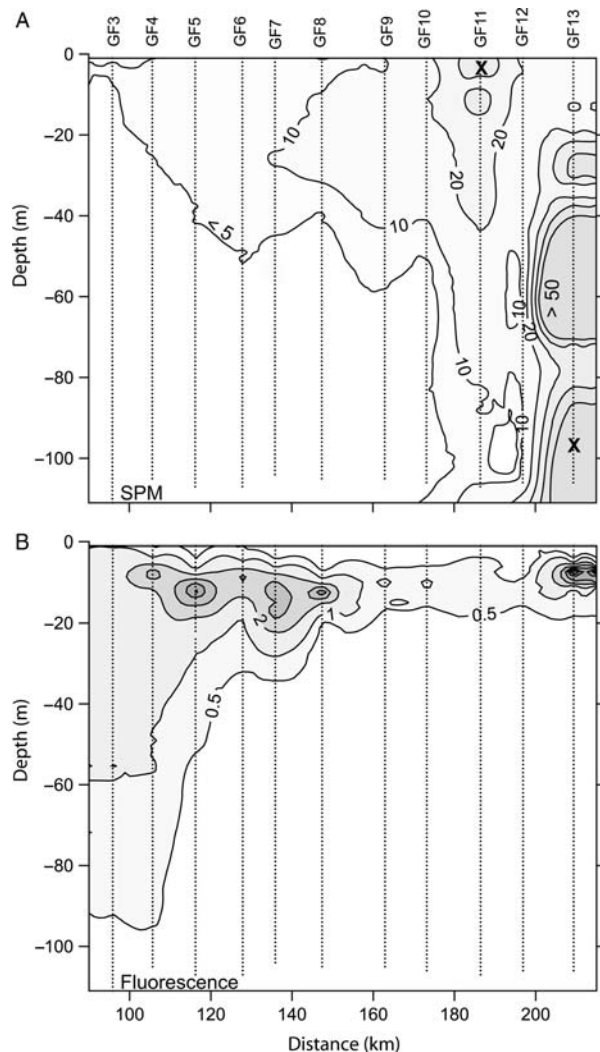 A
GF3
GF4
GF5
GF6
GF7
GF8
GF9
GF10
GF11
GF12
GF13
0
−20
−40
−60
−80
−100
Depth (m)
X
10
20
20
< 5
10
10
10
20
> 50
10
X
SPM
B
0
−20
−40
−60
−80
−100
Depth (m)
2
1
0.5
0.5
Fluorescence
100 120 140 160 180 200
Distance (km)